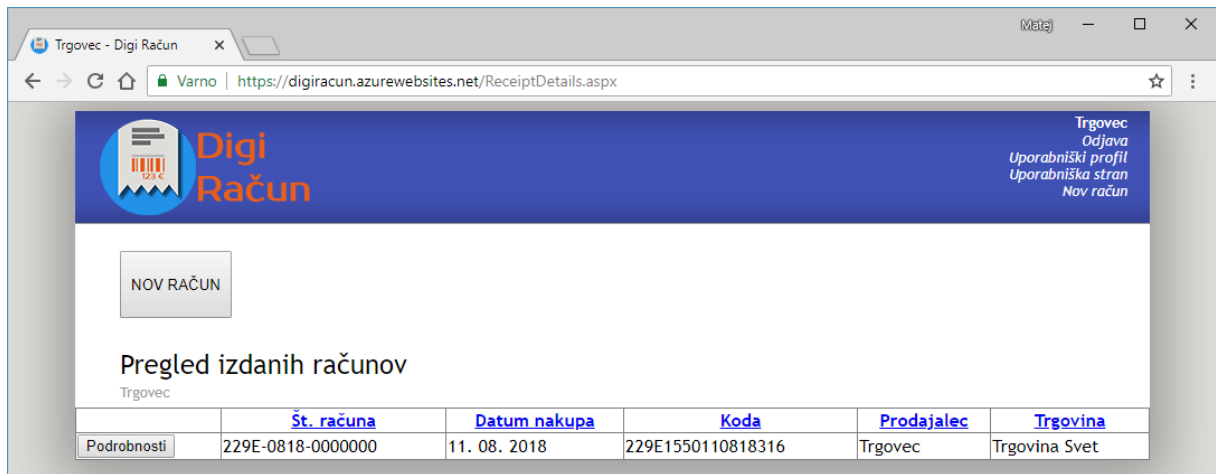 Matej
Trgovec - Digi Račun
Varno | https://digiracun.azurewebsites.net/ReceiptDetails.aspx
123 €
Digi
Račun
Trgovec
Odjava
Uporabniški profil
Uporabniška stran
Nov račun
NOV RAČUN
Pregled izdanih računov
Trgovec
Št. računa Datum nakupa Koda Prodajalec Trgovina
Podrobnosti 229E-0818-0000000 11. 08. 2018 229E1550110818316 Trgovec Trgovina Svet